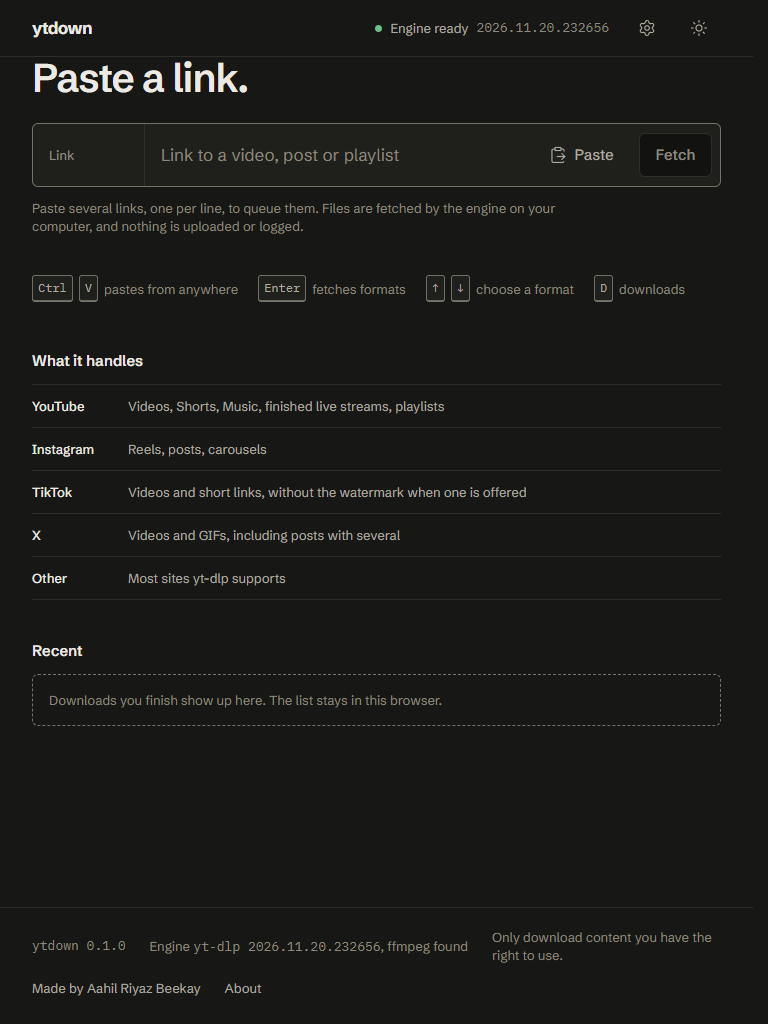 ytdown
Engine ready 2026.11.20.232656
Paste a link.
Link
Link to a video, post or playlist
Paste
Fetch
Paste several links, one per line, to queue them. Files are fetched by the engine on your
computer, and nothing is uploaded or logged.
Ctrl V pastes from anywhere Enter fetches formats ↑ ↓ choose a format D downloads
What it handles
YouTube Videos, Shorts, Music, finished live streams, playlists
Instagram Reels, posts, carousels
TikTok Videos and short links, without the watermark when one is offered
X Videos and GIFs, including posts with several
Other Most sites yt-dlp supports
Recent
Downloads you finish show up here. The list stays in this browser.
ytdown 0.1.0
Engine yt-dlp 2026.11.20.232656, ffmpeg found
Only download content you have the
right to use.
Made by Aahil Riyaz Beekay
About